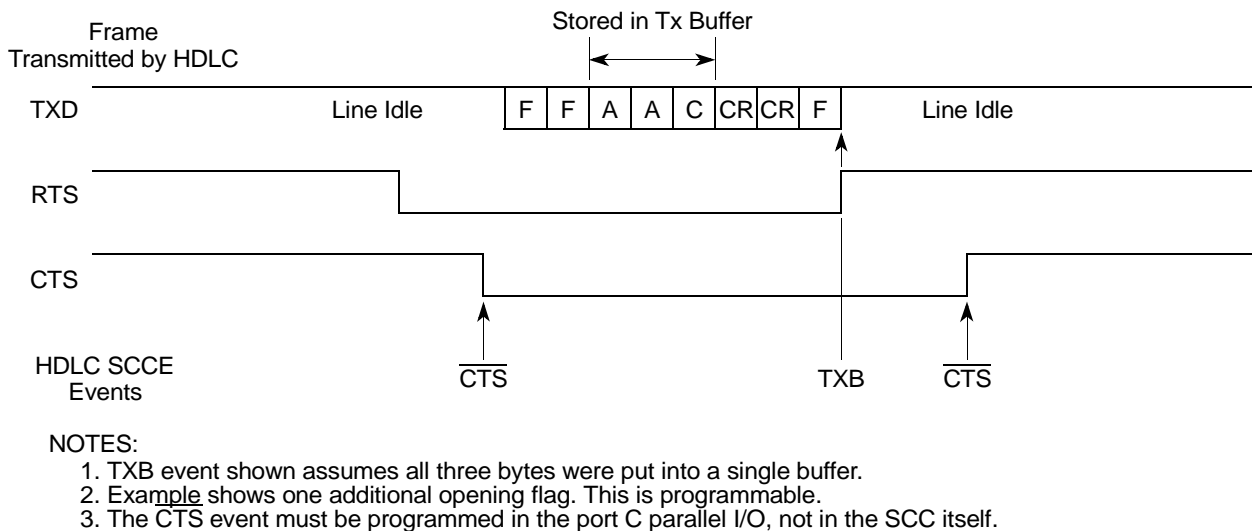 Frame
Transmitted by HDLC
Stored in Tx Buffer
TXD
Line Idle
F F A A C CR CR F
Line Idle
RTS
CTS
HDLC SCCE
Events
CTS
TXB
CTS
NOTES:
1. TXB event shown assumes all three bytes were put into a single buffer.
2. Example shows one additional opening flag. This is programmable.
3. The CTS event must be programmed in the port C parallel I/O, not in the SCC itself.